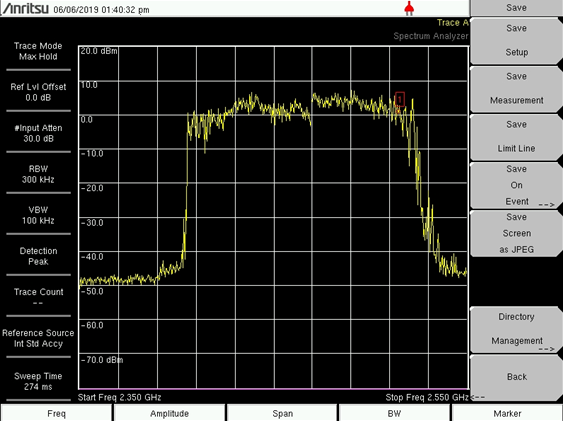 Anritsu 06/06/2019 01:40:32 pm
Save
Trace A
Spectrum Analyzer
Trace Mode
Max Hold
Ref Lvl Offset
0.0 dB
#Input Atten
30.0 dB
RBW
300 kHz
VBW
100 kHz
Detection
Peak
Trace Count
--
Reference Source
Int Std Accy
Sweep Time
274 ms
20.0 dBm
10.0
0.0
-10.0
-20.0
-30.0
-40.0
-50.0
-60.0
-70.0 dBm
1
Start Freq 2.350 GHz
Stop Freq 2.550 GHz
Save
Setup
Save
Measurement
Save
Limit Line
Save
On
Event -->
Save
Screen
as JPEG
Directory
Management -->
Back
<--
Freq
Amplitude
Span
BW
Marker